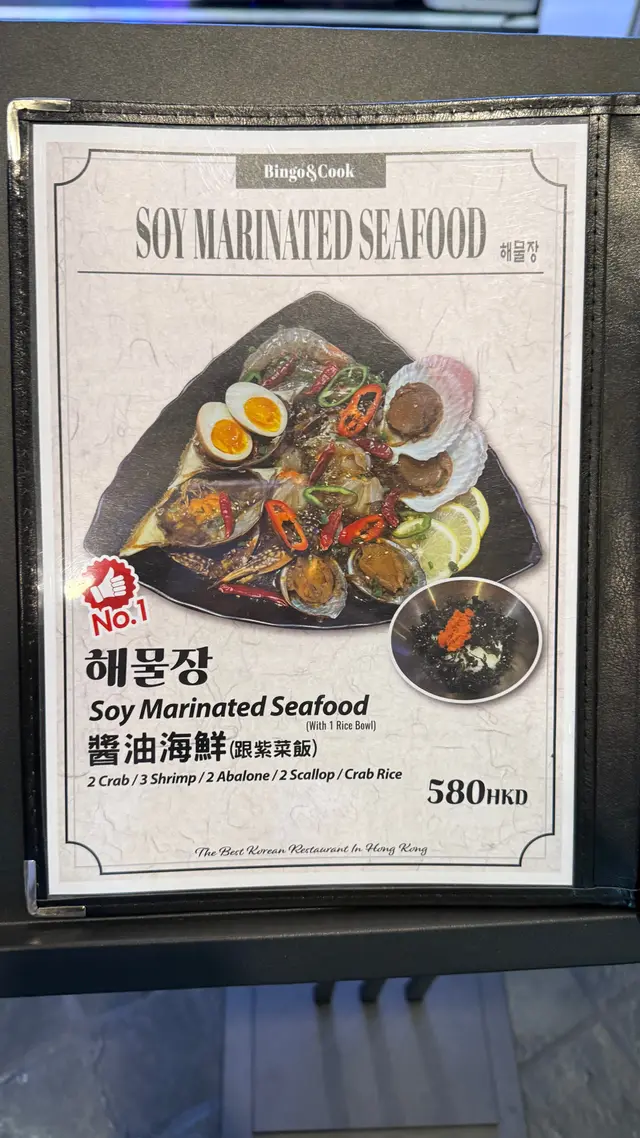 Bingo&Cook
SOY MARINATED SEAFOOD 해물장
No.1
해물장
Soy Marinated Seafood
(With 1 Rice Bowl)
醬油海鮮(跟紫菜飯)
2 Crab / 3 Shrimp / 2 Abalone / 2 Scallop / Crab Rice
580HKD
The Best Korean Restaurant In Hong Kong